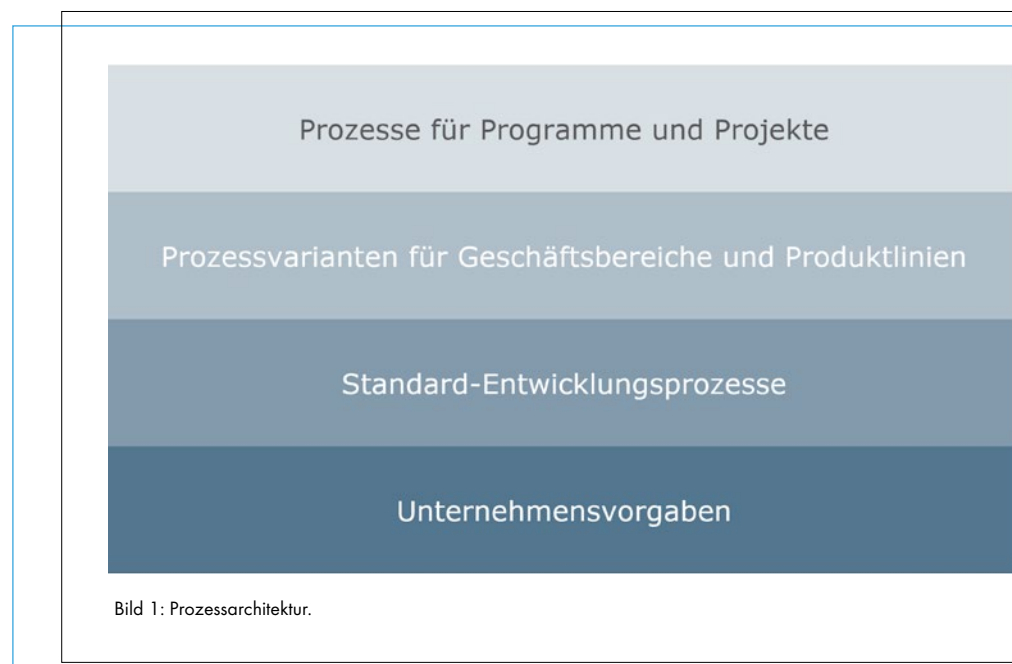 Prozesse für Programme und Projekte
Prozessvarianten für Geschäftsbereiche und Produktlinien
Standard-Entwicklungsprozesse
Unternehmensvorgaben
Bild 1: Prozessarchitektur.